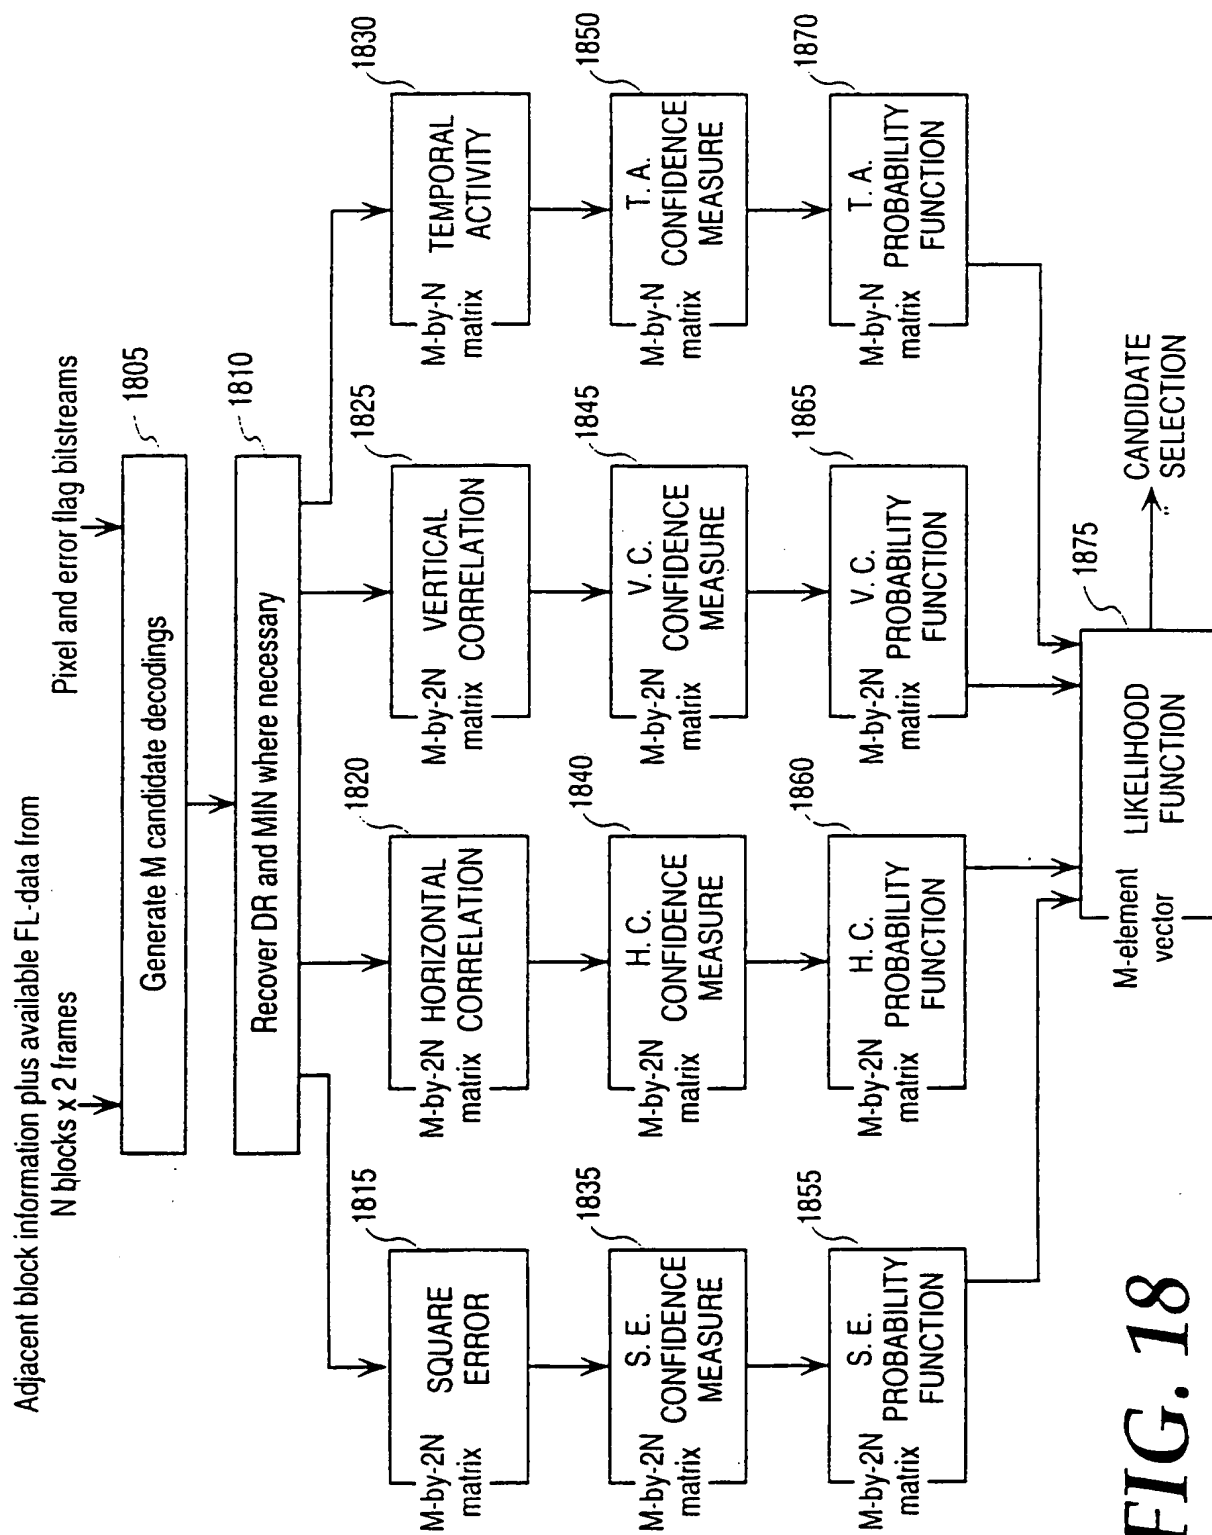 Adjacent block information plus available FL-data from
N blocks x 2 frames
Pixel and error flag bitstreams
1805
Generate M candidate decodings
1810
Recover DR and MIN where necessary
1815
SQUARE
ERROR
M-by-2N
matrix
1820
HORIZONTAL
CORRELATION
M-by-2N
matrix
1825
VERTICAL
CORRELATION
M-by-2N
matrix
1830
TEMPORAL
ACTIVITY
M-by-N
matrix
1835
S. E.
CONFIDENCE
MEASURE
M-by-2N
matrix
1840
H. C.
CONFIDENCE
MEASURE
M-by-2N
matrix
1845
V. C.
CONFIDENCE
MEASURE
M-by-2N
matrix
1850
T. A.
CONFIDENCE
MEASURE
M-by-N
matrix
1855
S. E.
PROBABILITY
FUNCTION
M-by-2N
matrix
1860
H. C.
PROBABILITY
FUNCTION
M-by-2N
matrix
1865
V. C.
PROBABILITY
FUNCTION
M-by-2N
matrix
1870
T. A.
PROBABILITY
FUNCTION
M-by-N
matrix
1875
LIKELIHOOD
FUNCTION
M-element
vector
CANDIDATE
SELECTION
FIG. 18